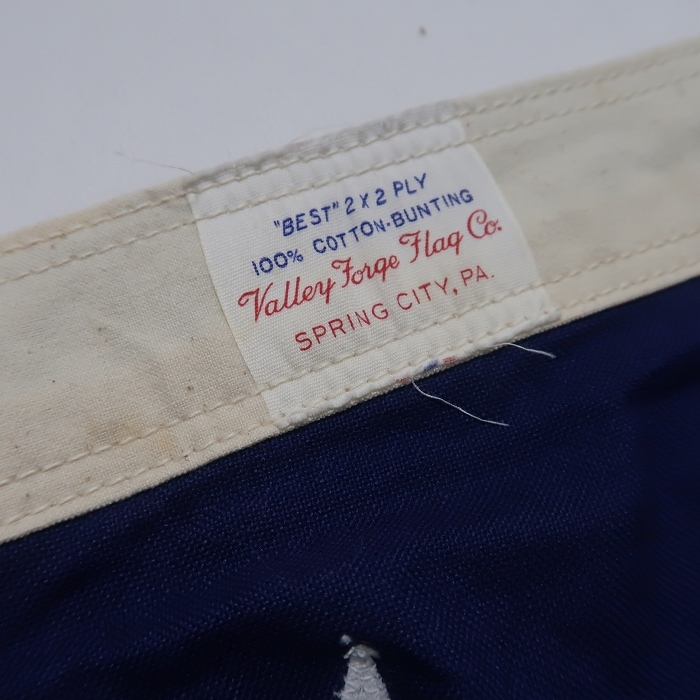 "BEST" 2 X 2 PLY
100% COTTON-BUNTING
Valley Forge Flag Co.
SPRING CITY, PA.